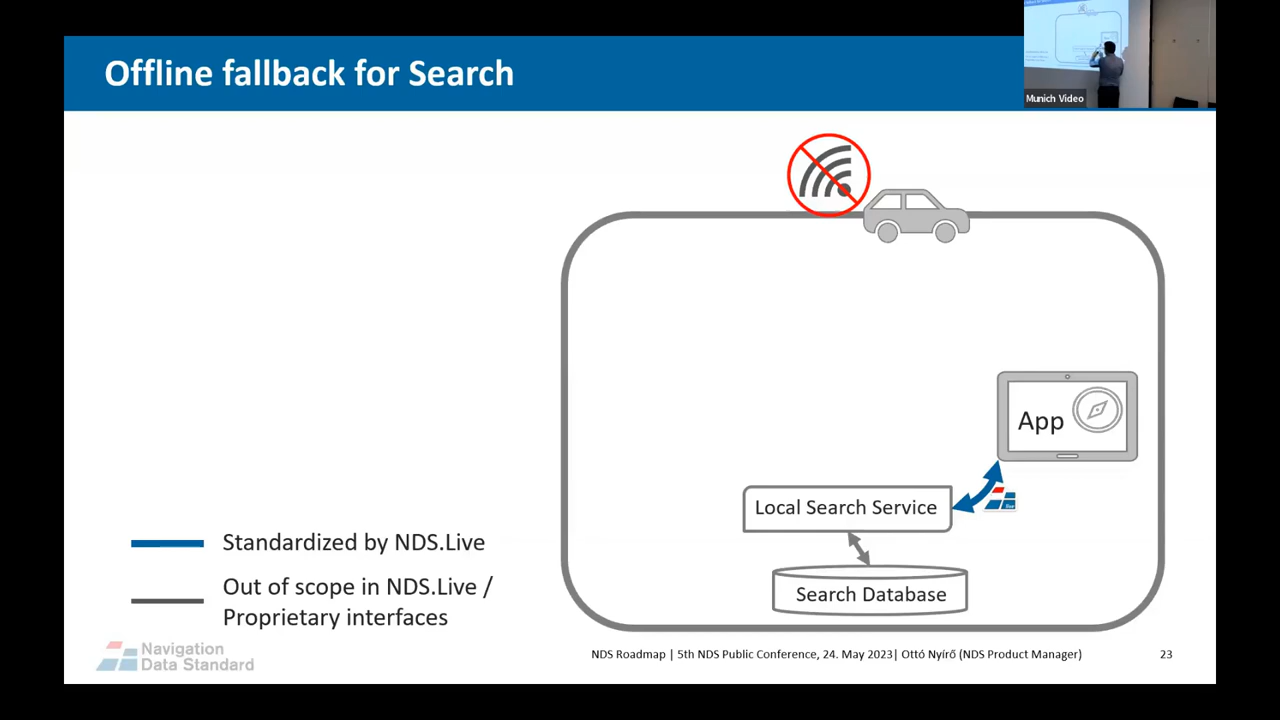 Offline fallback for Search
Munich Video
App
Local Search Service
Search Database
Standardized by NDS.Live
Out of scope in NDS.Live /
Proprietary interfaces
Navigation
Data Standard
NDS Roadmap | 5th NDS Public Conference, 24. May 2023| Ottó Nyírő (NDS Product Manager)
23